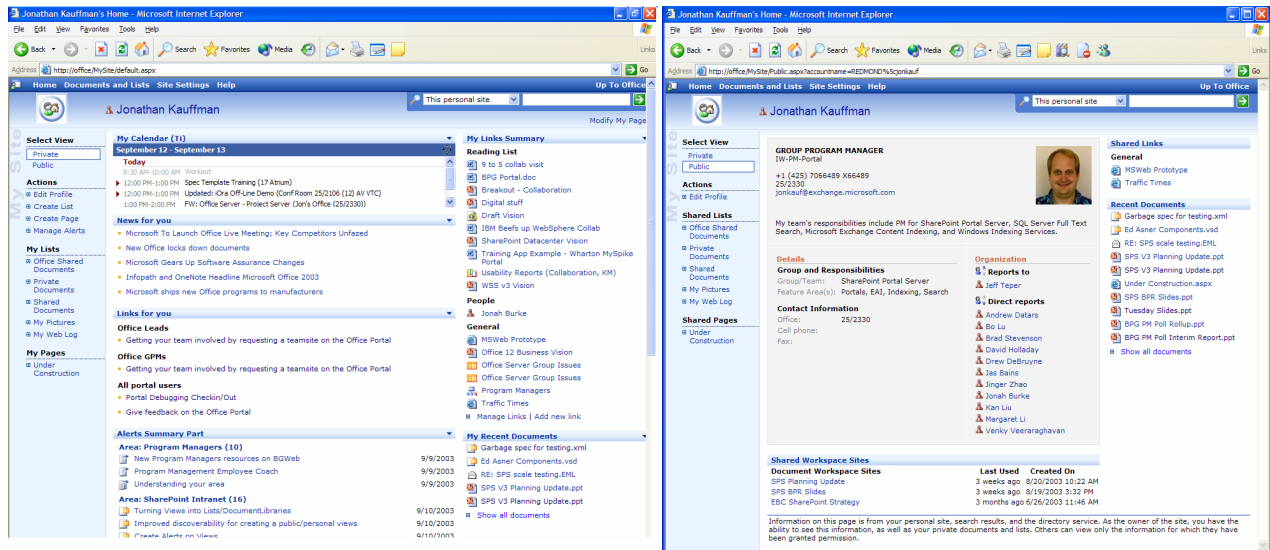 Jonathan Kauffman's Home - Microsoft Internet Explorer
File Edit View Favorites Tools Help
Back Search Favorites Media Links
Address http://office/MySite/default.aspx Go
Home Documents and Lists Site Settings Help Up To Office
Jonathan Kauffman
This personal site
Modify My Page
My Site
Select View
Private
Public
Actions
Edit Profile
Create List
Create Page
Manage Alerts
My Lists
Office Shared
Documents
Private
Documents
Shared
Documents
My Pictures
My Web Log
My Pages
Under
Construction
My Calendar (Ti)
September 12 - September 13
Today
8:30 AM-10:00 AM Workout
12:00 PM-1:00 PM Spec Template Training (17 Atrium)
12:00 PM-1:00 PM Updated: iOra Off-Line Demo (Conf Room 25/2106 (12) AV VTC)
1:00 PM-2:00 PM FW: Office Server - Project Server (Jon's Office (25/2330))
News for you
Microsoft To Launch Office Live Meeting; Key Competitors Unfazed
New Office locks down documents
Microsoft Gears Up Software Assurance Changes
Infopath and OneNote Headline Microsoft Office 2003
Microsoft ships new Office programs to manufacturers
Links for you
Office Leads
Getting your team involved by requesting a teamsite on the Office Portal
Office GPMs
Getting your team involved by requesting a teamsite on the Office Portal
All portal users
Portal Debugging Checkin/Out
Give feedback on the Office Portal
Alerts Summary Part
Area: Program Managers (10)
New Program Managers resources on BGWeb 9/9/2003
Program Management Employee Coach 9/9/2003
Understanding your area 9/9/2003
Area: SharePoint Intranet (16)
Turning Views into Lists/DocumentLibraries 9/10/2003
Improved discoverability for creating a public/personal views 9/10/2003
Create Alerts on Views 9/10/2003
My Links Summary
Reading List
9 to 5 collab visit
BPG Portal.doc
Breakout - Collaboration
Digital stuff
Draft Vision
IBM Beefs up WebSphere Collab
SharePoint Datacenter Vision
Training App Example - Wharton MySpike
Portal
Usability Reports (Collaboration, KM)
WSS v3 Vision
People
Jonah Burke
General
MSWeb Prototype
Office 12 Business Vision
Office Server Group Issues
Office Server Group Issues
Program Managers
Traffic Times
Manage Links | Add new link
My Recent Documents
Garbage spec for testing.xml
Ed Asner Components.vsd
RE: SPS scale testing.EML
SPS V3 Planning Update.ppt
SPS V3 Planning Update.ppt
Show all documents
Jonathan Kauffman's Home - Microsoft Internet Explorer
File Edit View Favorites Tools Help
Back Search Favorites Media Links
Address http://office/MySite/Public.aspx?accountname=REDMOND%5cjonkauf Go
Home Documents and Lists Site Settings Help Up To Office
Jonathan Kauffman
This personal site
My Site
Select View
Private
Public
Actions
Edit Profile
Shared Lists
Office Shared
Documents
Private
Documents
Shared
Documents
My Pictures
My Web Log
Shared Pages
Under
Construction
GROUP PROGRAM MANAGER
IW-PM-Portal
+1 (425) 7066489 X66489
25/2330
jonkauf@exchange.microsoft.com
My team's responsibilities include PM for SharePoint Portal Server, SQL Server Full Text
Search, Microsoft Exchange Content Indexing, and Windows Indexing Services.
Details
Group and Responsibilities
Group/Team: SharePoint Portal Server
Feature Area(s): Portals, EAI, Indexing, Search
Contact Information
Office: 25/2330
Cell phone:
Fax:
Organization
Reports to
Jeff Teper
Direct reports
Andrew Datars
Bo Lu
Brad Stevenson
David Holladay
Drew DeBruyne
Jas Bains
Jinger Zhao
Jonah Burke
Kan Liu
Margaret Li
Venky Veeraraghavan
Shared Workspace Sites
Document Workspace Sites Last Used Created On
SPS Planning Update 3 weeks ago 8/20/2003 10:22 AM
SPS BPR Slides 3 weeks ago 8/19/2003 3:32 PM
EBC SharePoint Strategy 3 months ago 6/26/2003 11:46 AM
Information on this page is from your personal site, search results, and the directory service. As the owner of the site, you have the
ability to see this information, as well as your private documents and lists. Others can view only the information for which they have
been granted permission.
Shared Links
General
MSWeb Prototype
Traffic Times
Recent Documents
Garbage spec for testing.xml
Ed Asner Components.vsd
RE: SPS scale testing.EML
SPS V3 Planning Update.ppt
SPS V3 Planning Update.ppt
Under Construction.aspx
SPS BPR Slides.ppt
Tuesday Slides.ppt
BPG PM Poll Rollup.ppt
BPG PM Poll Interim Report.ppt
Show all documents